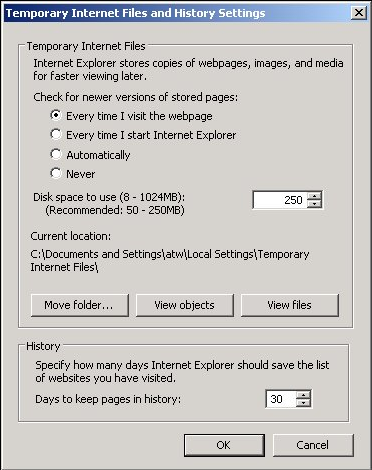 Temporary Internet Files and History Settings
Temporary Internet Files
Internet Explorer stores copies of webpages, images, and media
for faster viewing later.
Check for newer versions of stored pages:
Every time I visit the webpage
Every time I start Internet Explorer
Automatically
Never
Disk space to use (8 - 1024MB):
250
(Recommended: 50 - 250MB)
Current location:
C:\Documents and Settings\atw\Local Settings\Temporary
Internet Files\
Move folder... View objects View files
History
Specify how many days Internet Explorer should save the list
of websites you have visited.
Days to keep pages in history: 30
OK Cancel